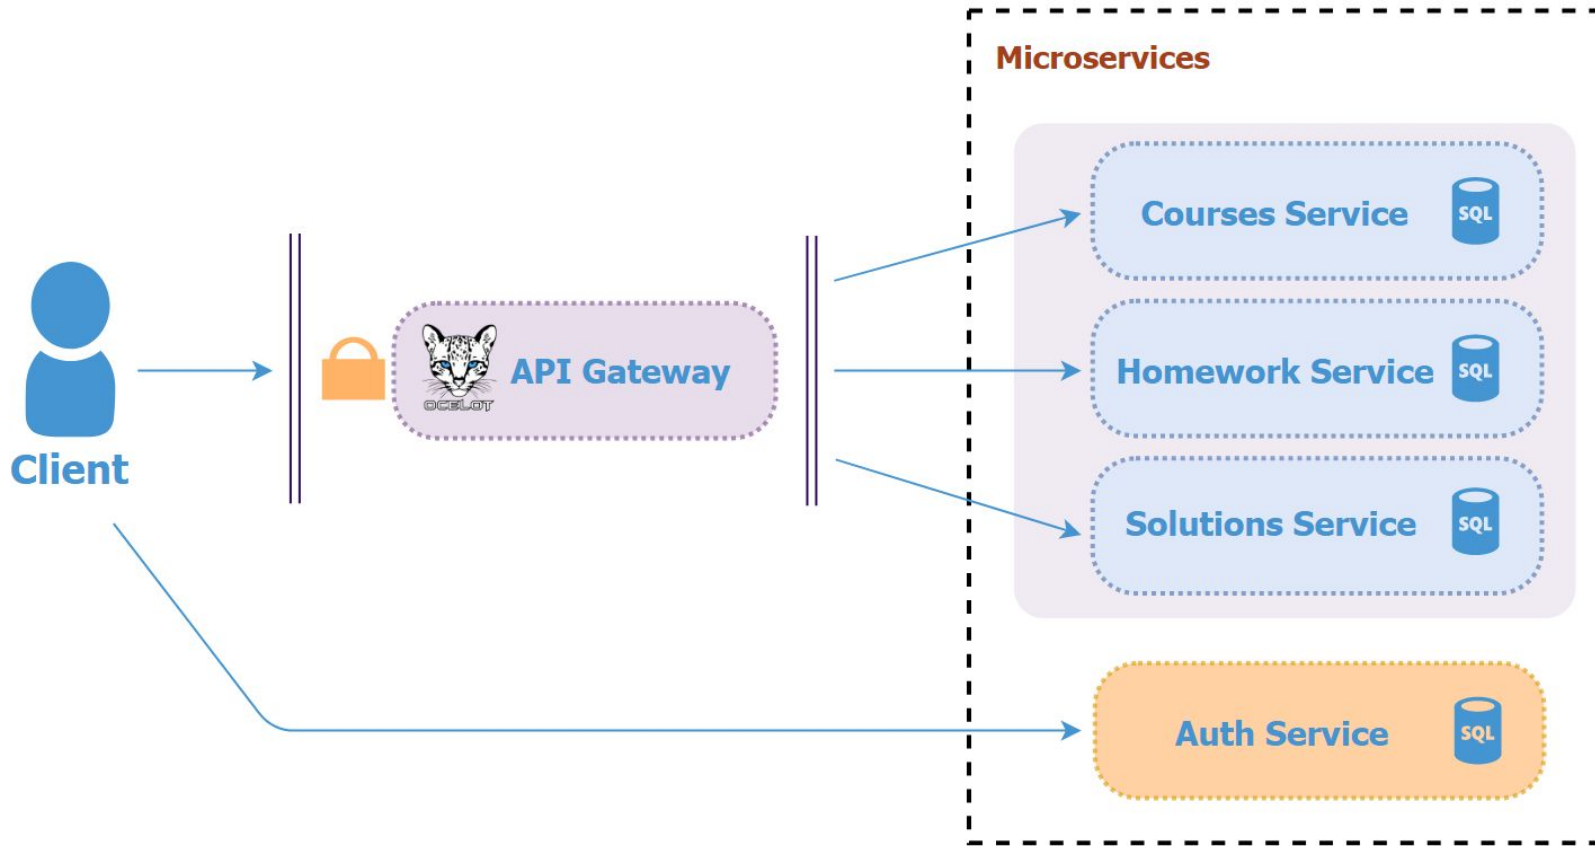 Microservices
Courses Service
SQL
Client
OCELOT
API Gateway
Homework Service
SQL
Solutions Service
SQL
Auth Service
SQL